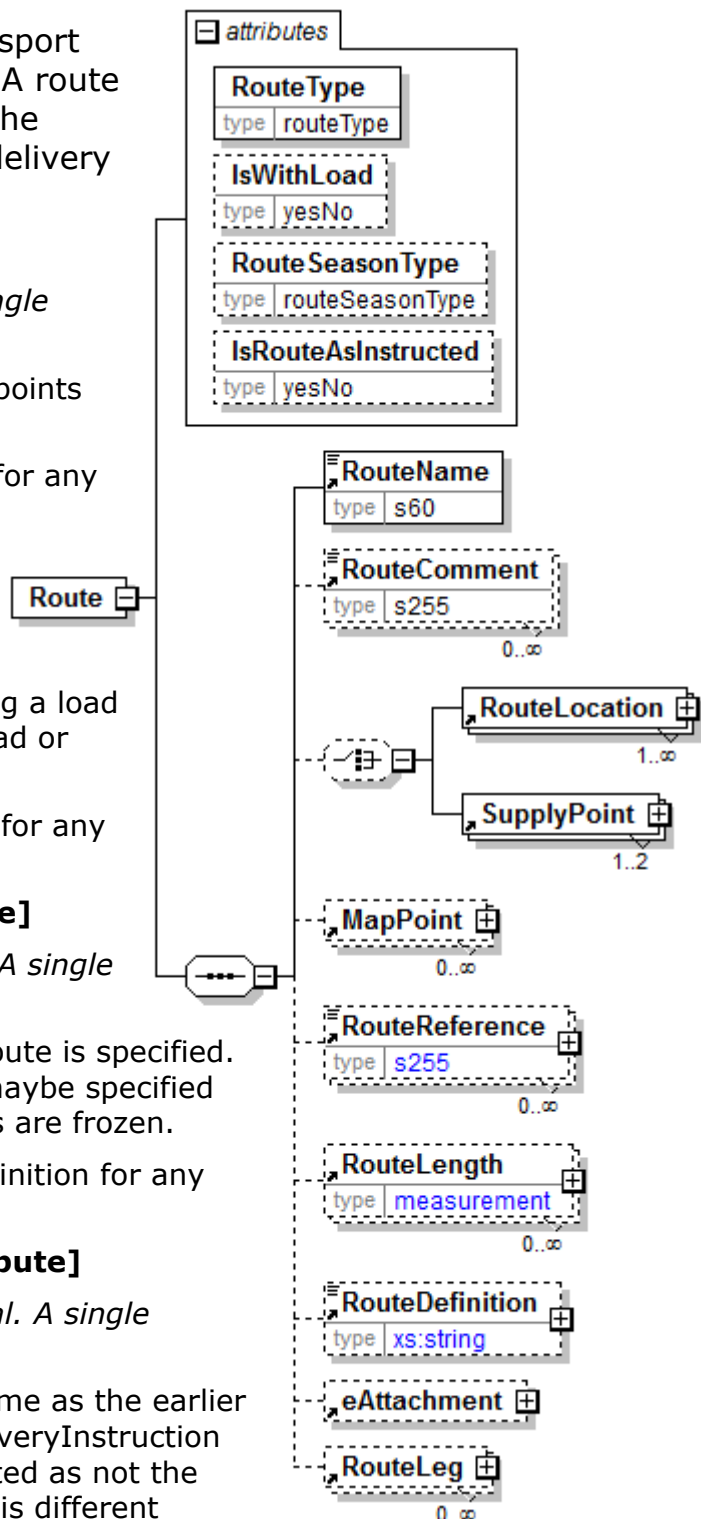 sport
A route
he
delivery
ngle
points
for any
g a load
ad or
for any
e]
A single
oute is specified.
maybe specified
s are frozen.
inition for any
bute]
al. A single
me as the earlier
veryInstruction
ted as not the
is different
attributes
RouteType
type routeType
IsWithLoad
type yesNo
RouteSeasonType
type routeSeasonType
IsRouteAsInstructed
type yesNo
Route
RouteName
type s60
RouteComment
type s255
0..∞
RouteLocation
1..∞
SupplyPoint
1..2
MapPoint
0..∞
RouteReference
type s255
0..∞
RouteLength
type measurement
0..∞
RouteDefinition
type xs:string
eAttachment
RouteLeg
0..∞